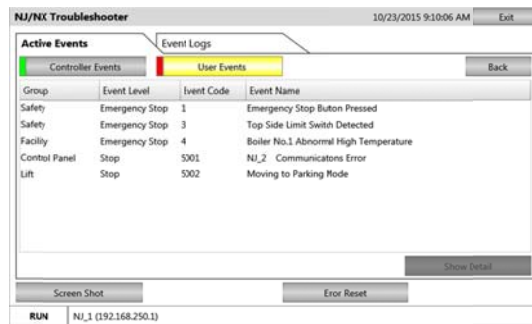 NJ/NX Troubleshooter 10/23/2015 9:10:06 AM Exit
Active Events Event Logs
Controller Events User Events Back
Group Event Level Event Code Event Name
Safety Emergency Stop 1 Emergency Stop Buton Pressed
Safety Emergency Stop 3 Top Side Limit Swith Detected
Facility Emergency Stop 4 Boiler No.1 Abnorml High Temperature
Control Panel Stop 5001 NJ_2 Communicatons Error
Lift Stop 5002 Moving to Parking Mode
Show Detail
Screen Shot Eror Reset
RUN NJ_1 (192.168.250.1)